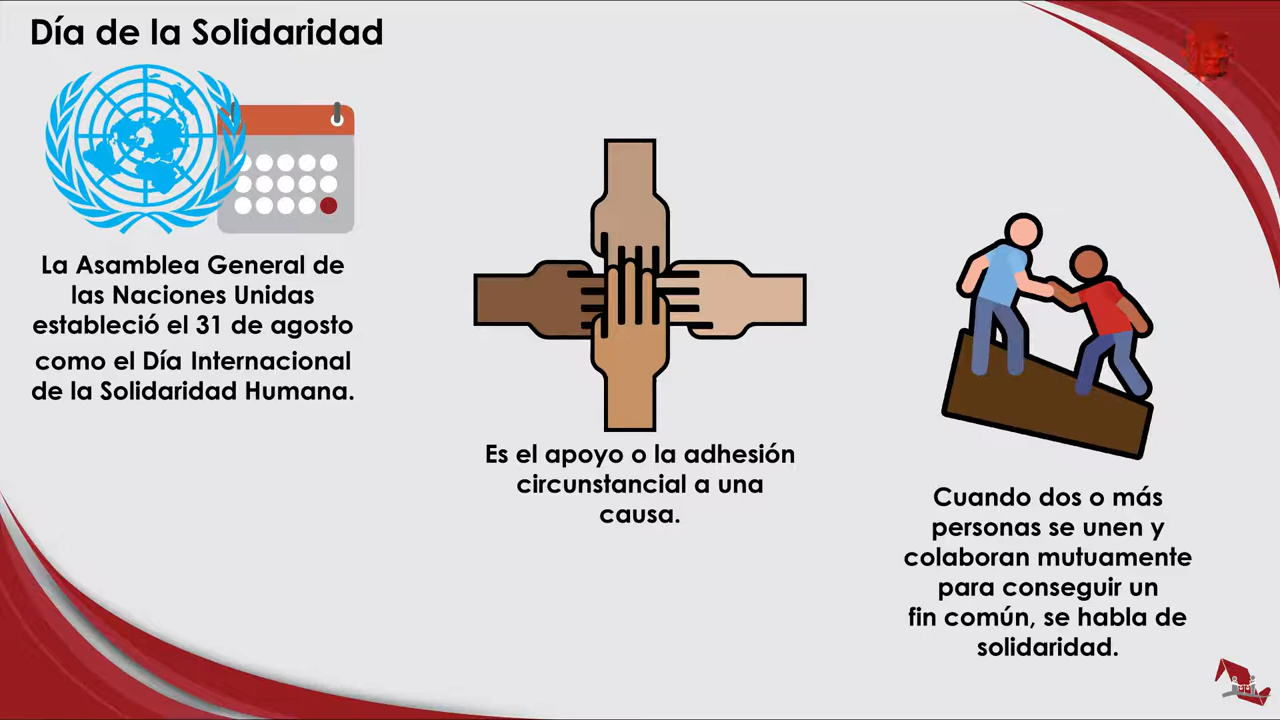 Día de la Solidaridad
La Asamblea General de
las Naciones Unidas
estableció el 31 de agosto
como el Día Internacional
de la Solidaridad Humana.
Es el apoyo o la adhesión
circunstancial a una
causa.
Cuando dos o más
personas se unen y
colaboran mutuamente
para conseguir un
fin común, se habla de
solidaridad.